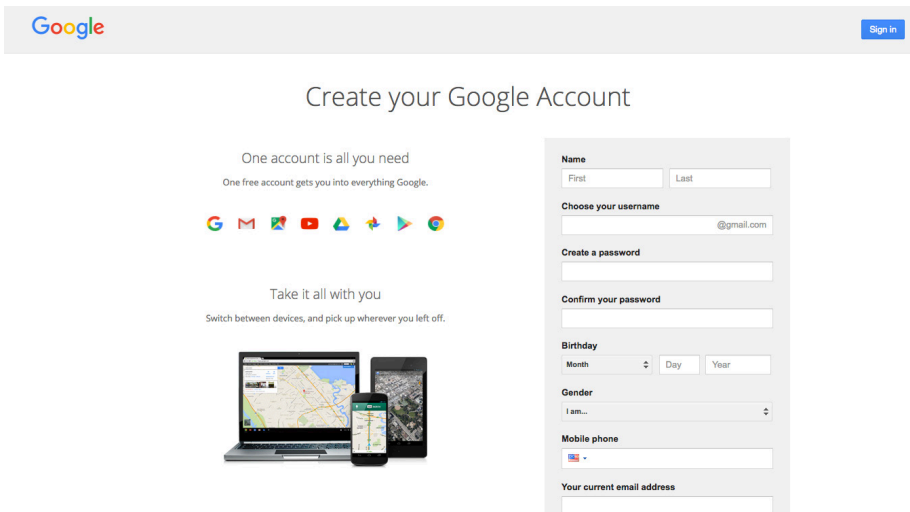 Google
Sign in
Create your Google Account
One account is all you need
One free account gets you into everything Google.
Take it all with you
Switch between devices, and pick up wherever you left off.
Name
First Last
Choose your username
@gmail.com
Create a password
Confirm your password
Birthday
Month Day Year
Gender
I am...
Mobile phone
Your current email address